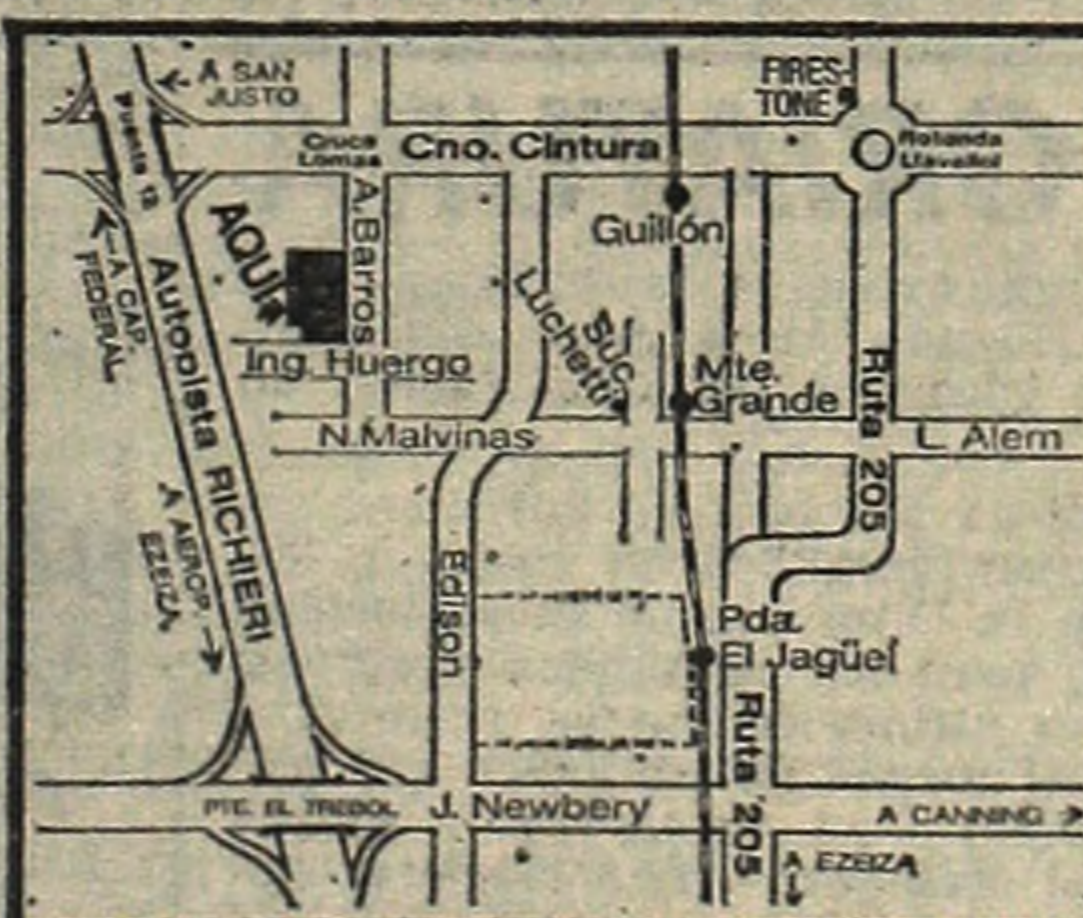 A SAN
JUSTO
FIRES-
TONE
Puente 12
Cruce
Lomas
Cno. Cintura
Rotonda
Llavallol
AQUÍ
A. Barros
Guillón
A CAP.
FEDERAL
Autopista RICHIERI
Luchetti
Suc.
Ing. Huergo
Mte.
Grande
Ruta 205
N. Malvinas
L. Alem
A AEROP.
EZEIZA
Edison
Pda.
El Jagüel
Ruta 205
PTE. EL TREBOL
J. Newbery
A CANNING
A EZEIZA